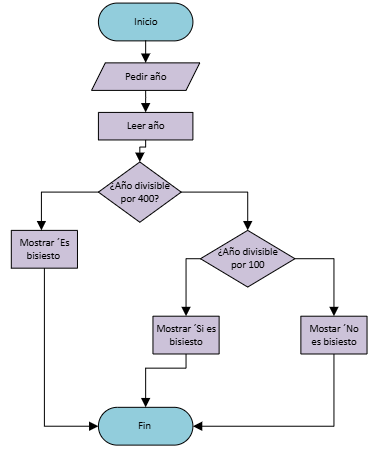 Inicio
Pedir año
Leer año
¿Año divisible
por 400?
Mostrar ´Es
bisiesto
¿Año divisible
por 100
Mostrar ´Si es
bisiesto
Mostar ´No
es bisiesto
Fin